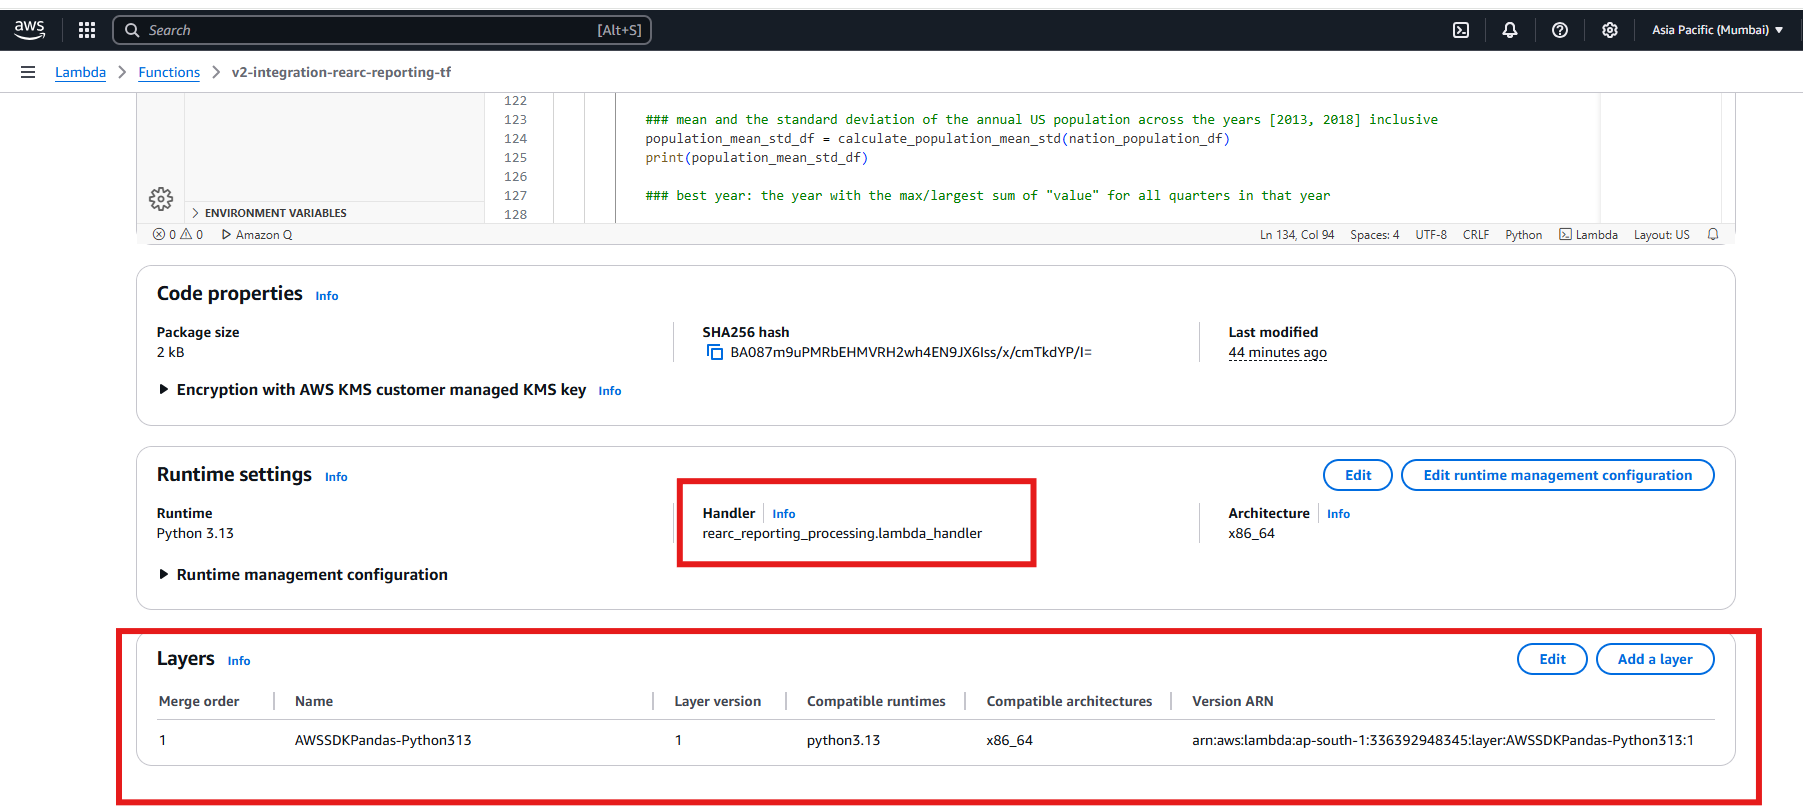 aws
Search [Alt+S]
Asia Pacific (Mumbai)
Lambda > Functions > v2-integration-rearc-reporting-tf
122
123 ### mean and the standard deviation of the annual US population across the years [2013, 2018] inclusive
124 population_mean_std_df = calculate_population_mean_std(nation_population_df)
125 print(population_mean_std_df)
126
127 ### best year: the year with the max/largest sum of "value" for all quarters in that year
128
ENVIRONMENT VARIABLES
0 0 Amazon Q Ln 134, Col 94 Spaces: 4 UTF-8 CRLF Python Lambda Layout: US
Code properties Info
Package size SHA256 hash Last modified
2 kB BA087m9uPMRbEHMVRH2wh4EN9JX6Iss/x/cmTkdYP/I= 44 minutes ago
Encryption with AWS KMS customer managed KMS key Info
Runtime settings Info Edit Edit runtime management configuration
Runtime Handler Info Architecture Info
Python 3.13 rearc_reporting_processing.lambda_handler x86_64
Runtime management configuration
Layers Info Edit Add a layer
Merge order Name Layer version Compatible runtimes Compatible architectures Version ARN
1 AWSSDKPandas-Python313 1 python3.13 x86_64 arn:aws:lambda:ap-south-1:336392948345:layer:AWSSDKPandas-Python313:1